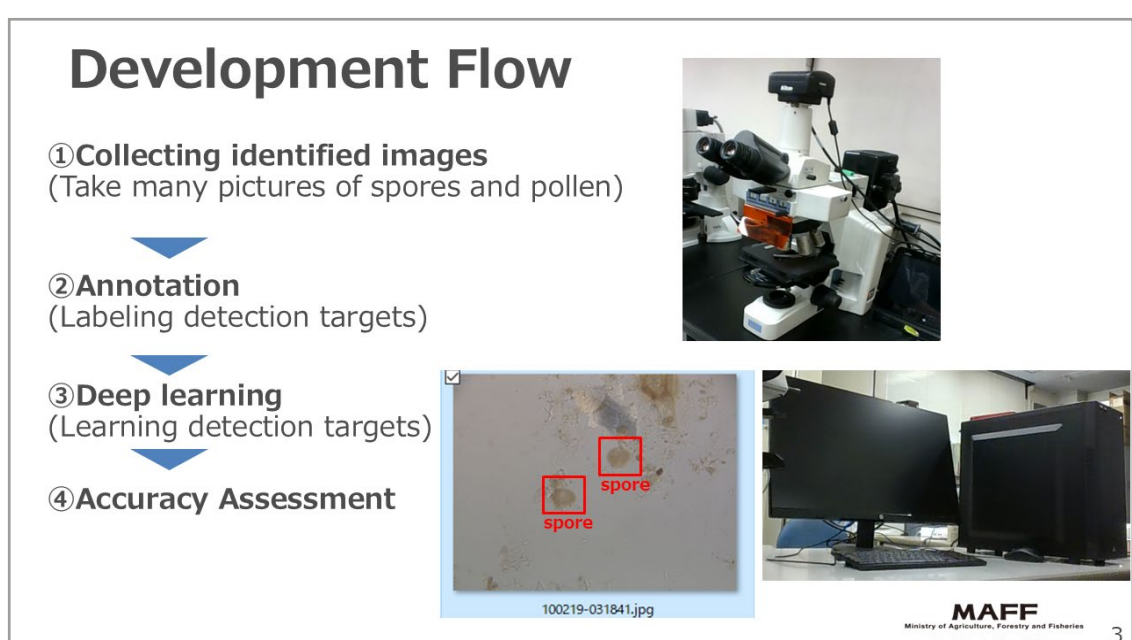 Development Flow
①Collecting identified images
(Take many pictures of spores and pollen)
②Annotation
(Labeling detection targets)
③Deep learning
(Learning detection targets)
④Accuracy Assessment
spore
spore
100219-031841.jpg
MAFF
Ministry of Agriculture, Forestry and Fisheries
3